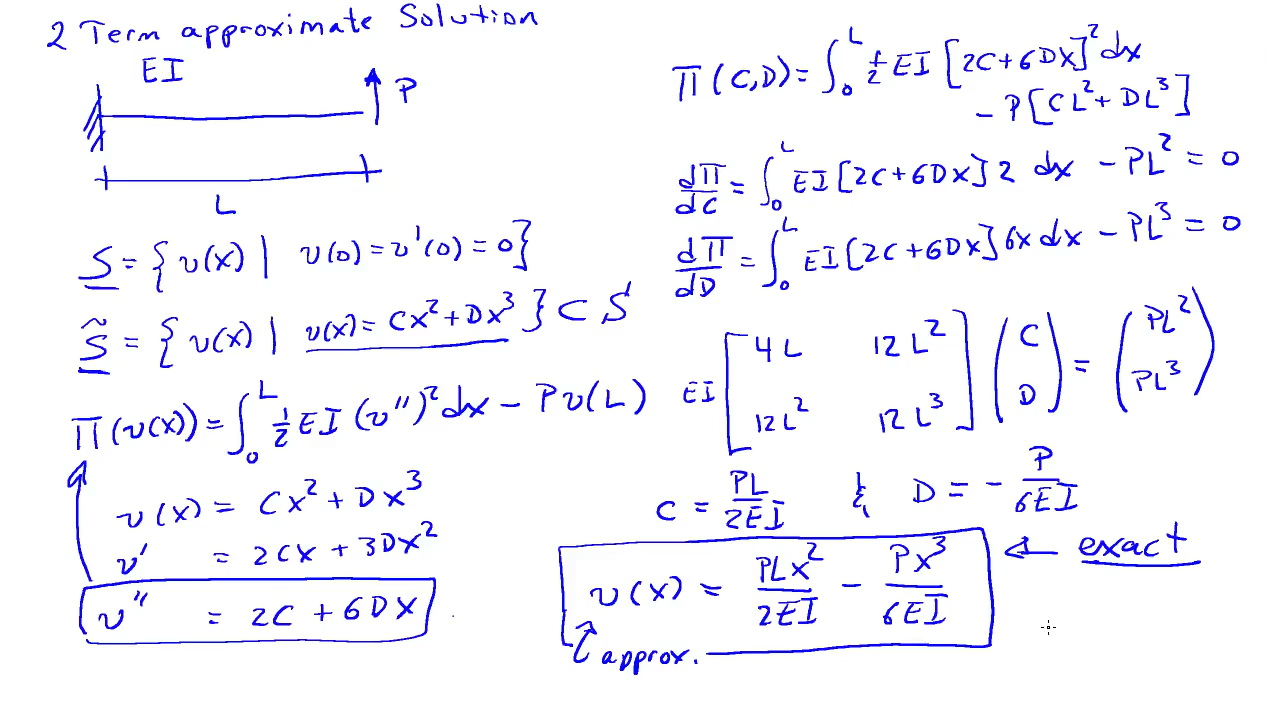 2 Term approximate Solution
EI
P
L
S = { v(x) | v(0) = v'(0) = 0 }
S̃ = { v(x) | v(x) = Cx² + Dx³ } ⊂ S
Π(v(x)) = ∫₀ᴸ ½ EI (v'')² dx − Pv(L)
v(x) = Cx² + Dx³
v' = 2Cx + 3Dx²
v'' = 2C + 6Dx
Π(C,D) = ∫₀ᴸ ½ EI [2C + 6Dx]² dx
− P[CL² + DL³]
dΠ/dC = ∫₀ᴸ EI [2C + 6Dx] 2 dx − PL² = 0
dΠ/dD = ∫₀ᴸ EI [2C + 6Dx] 6x dx − PL³ = 0
EI [ 4L 12L² ; 12L² 12L³ ] ( C ; D ) = ( PL² ; PL³ )
C = PL/2EI & D = − P/6EI
v(x) = PLx²/2EI − Px³/6EI ← exact
approx.